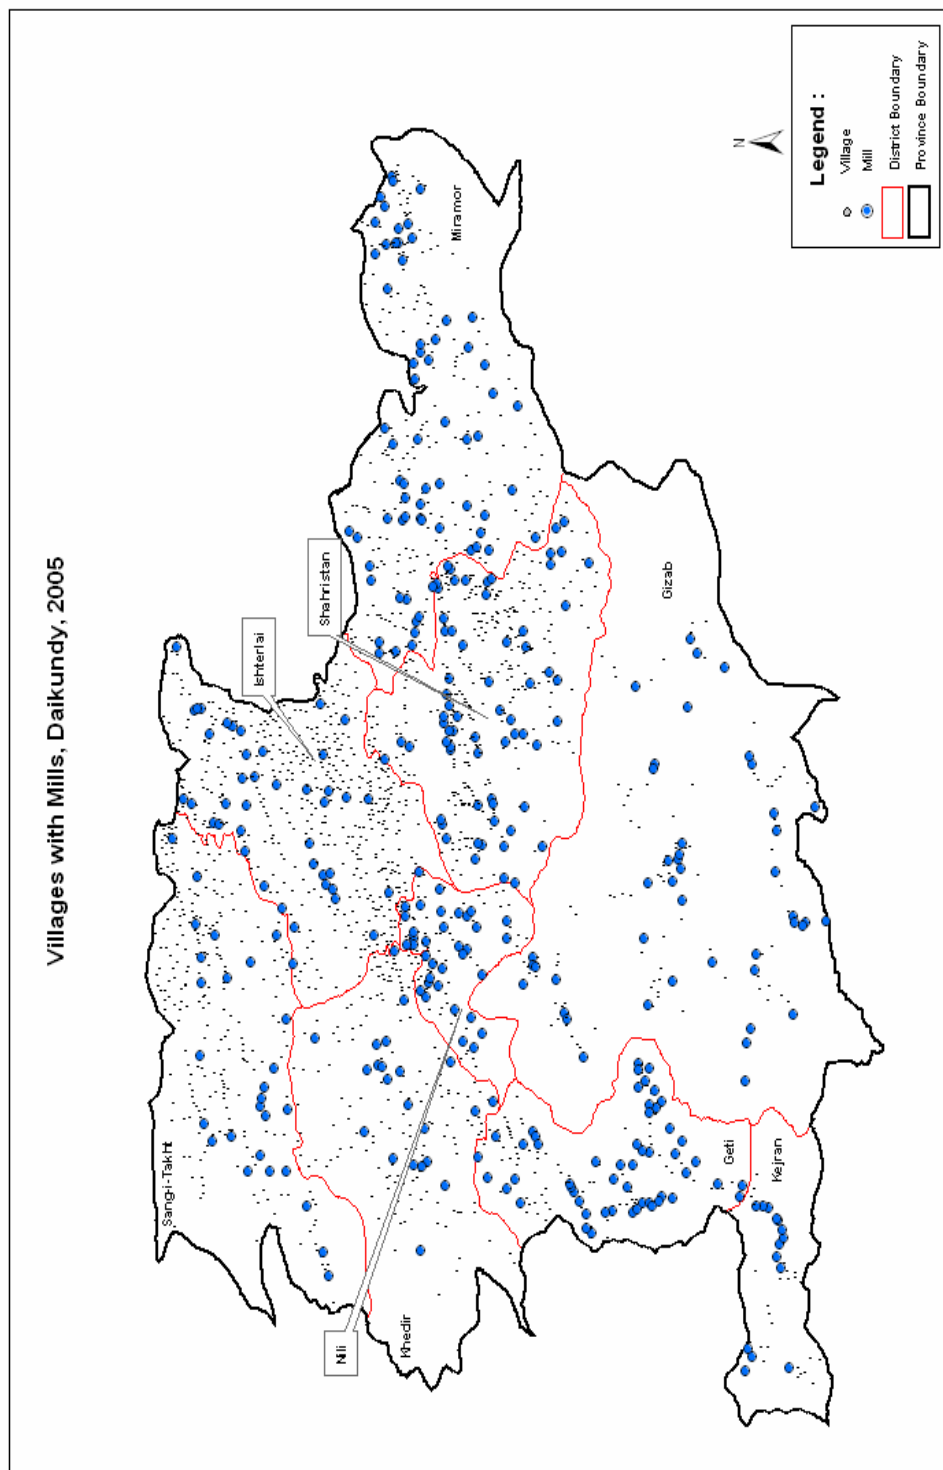 Villages with Mills, Daikundy, 2005
Sang-i-Takht
Ishterlai
Shahristan
Miramor
Nili
Khedir
Gizab
Geti
Kejran
N
Legend :
Village
Mill
District Boundary
Province Boundary